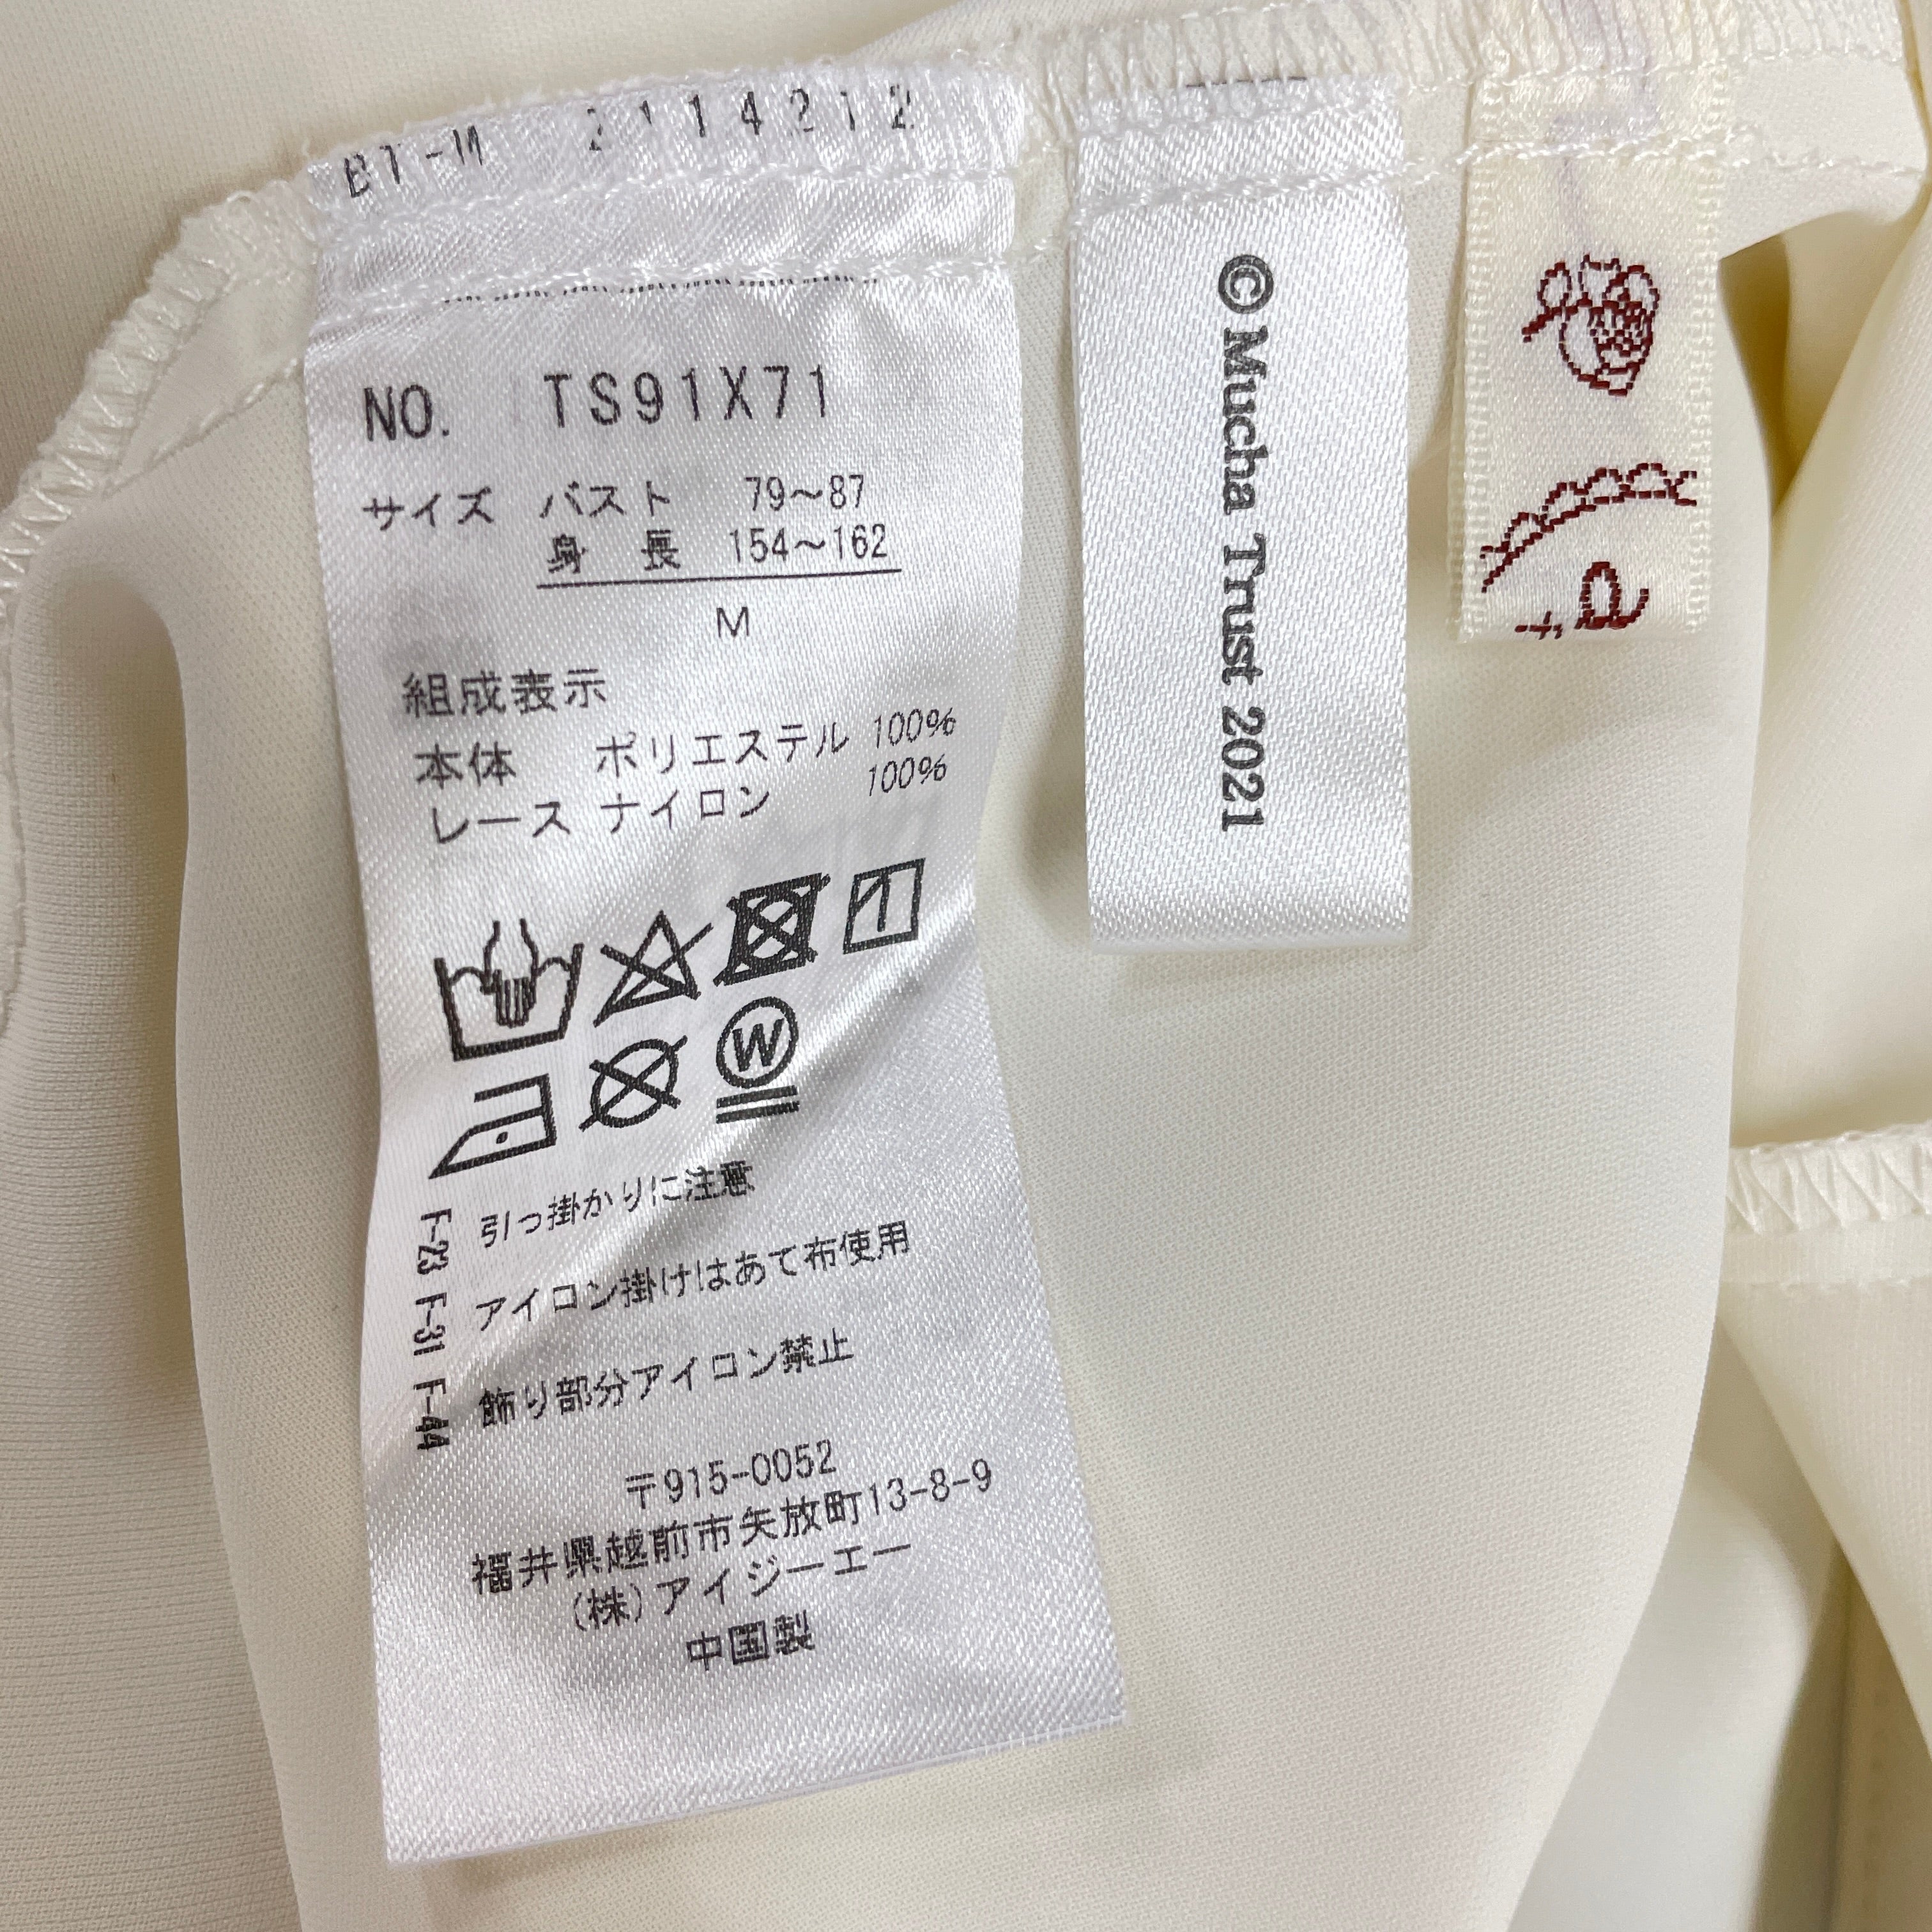 BT-M 2114212
NO. TS91X71
サイズ バスト 79〜87
身 長 154〜162
M
組成表示
本体 ポリエステル 100%
レース ナイロン 100%
W
F-23 引っ掛かりに注意
F-31 アイロン掛けはあて布使用
F-44 飾り部分アイロン禁止
〒915-0052
福井県越前市矢放町13-8-9
(株)アイジーエー
中国製
© Mucha Trust 2021